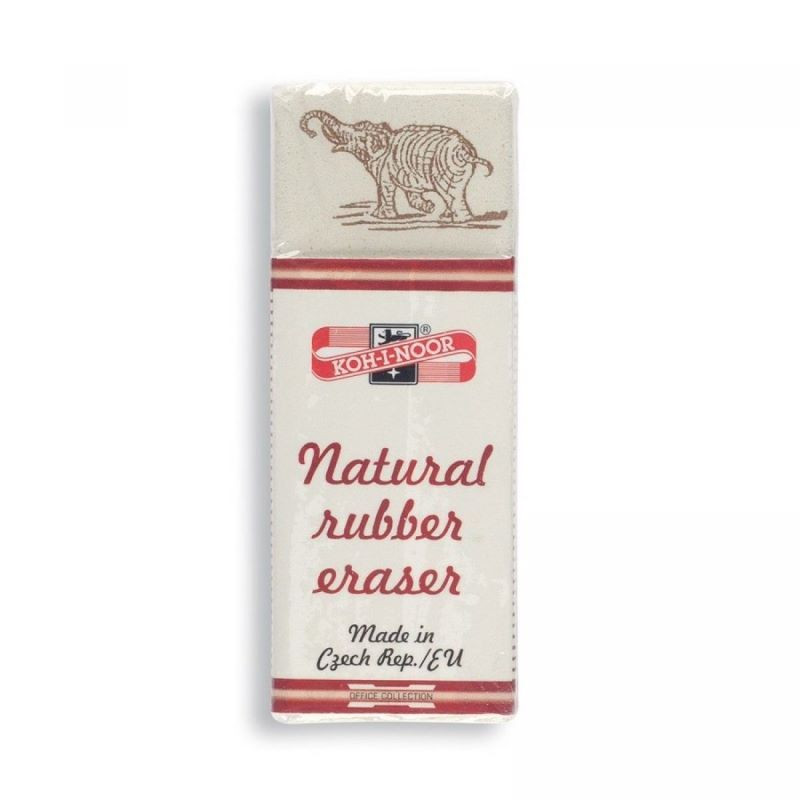 KOH-I-NOOR®
Natural
rubber
eraser
Made in
Czech Rep./EU
OFFICE COLLECTION